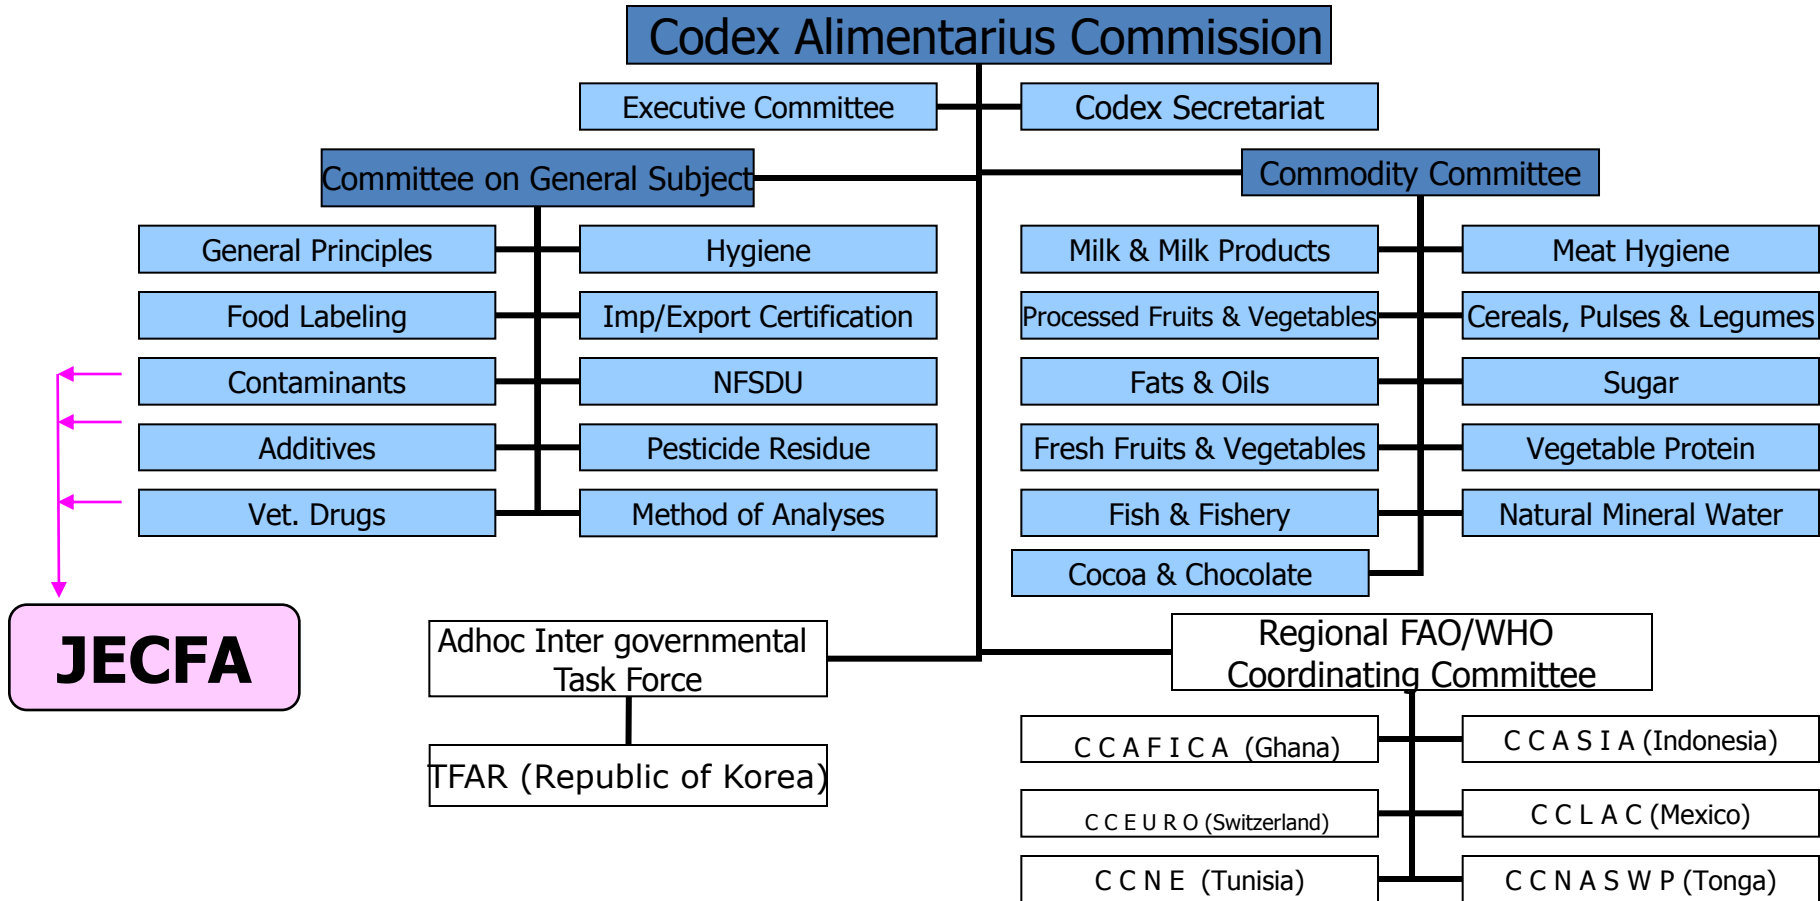 Codex Alimentarius Commission
Executive Committee
Codex Secretariat
Committee on General Subject
Commodity Committee
General Principles
Hygiene
Milk & Milk Products
Meat Hygiene
Food Labeling
Imp/Export Certification
Processed Fruits & Vegetables
Cereals, Pulses & Legumes
Contaminants
NFSDU
Fats & Oils
Sugar
Additives
Pesticide Residue
Fresh Fruits & Vegetables
Vegetable Protein
Vet. Drugs
Method of Analyses
Fish & Fishery
Natural Mineral Water
Cocoa & Chocolate
JECFA
Adhoc Inter governmental
Task Force
Regional FAO/WHO
Coordinating Committee
TFAR (Republic of Korea)
C C A F I C A (Ghana)
C C A S I A (Indonesia)
C C E U R O (Switzerland)
C C L A C (Mexico)
C C N E (Tunisia)
C C N A S W P (Tonga)